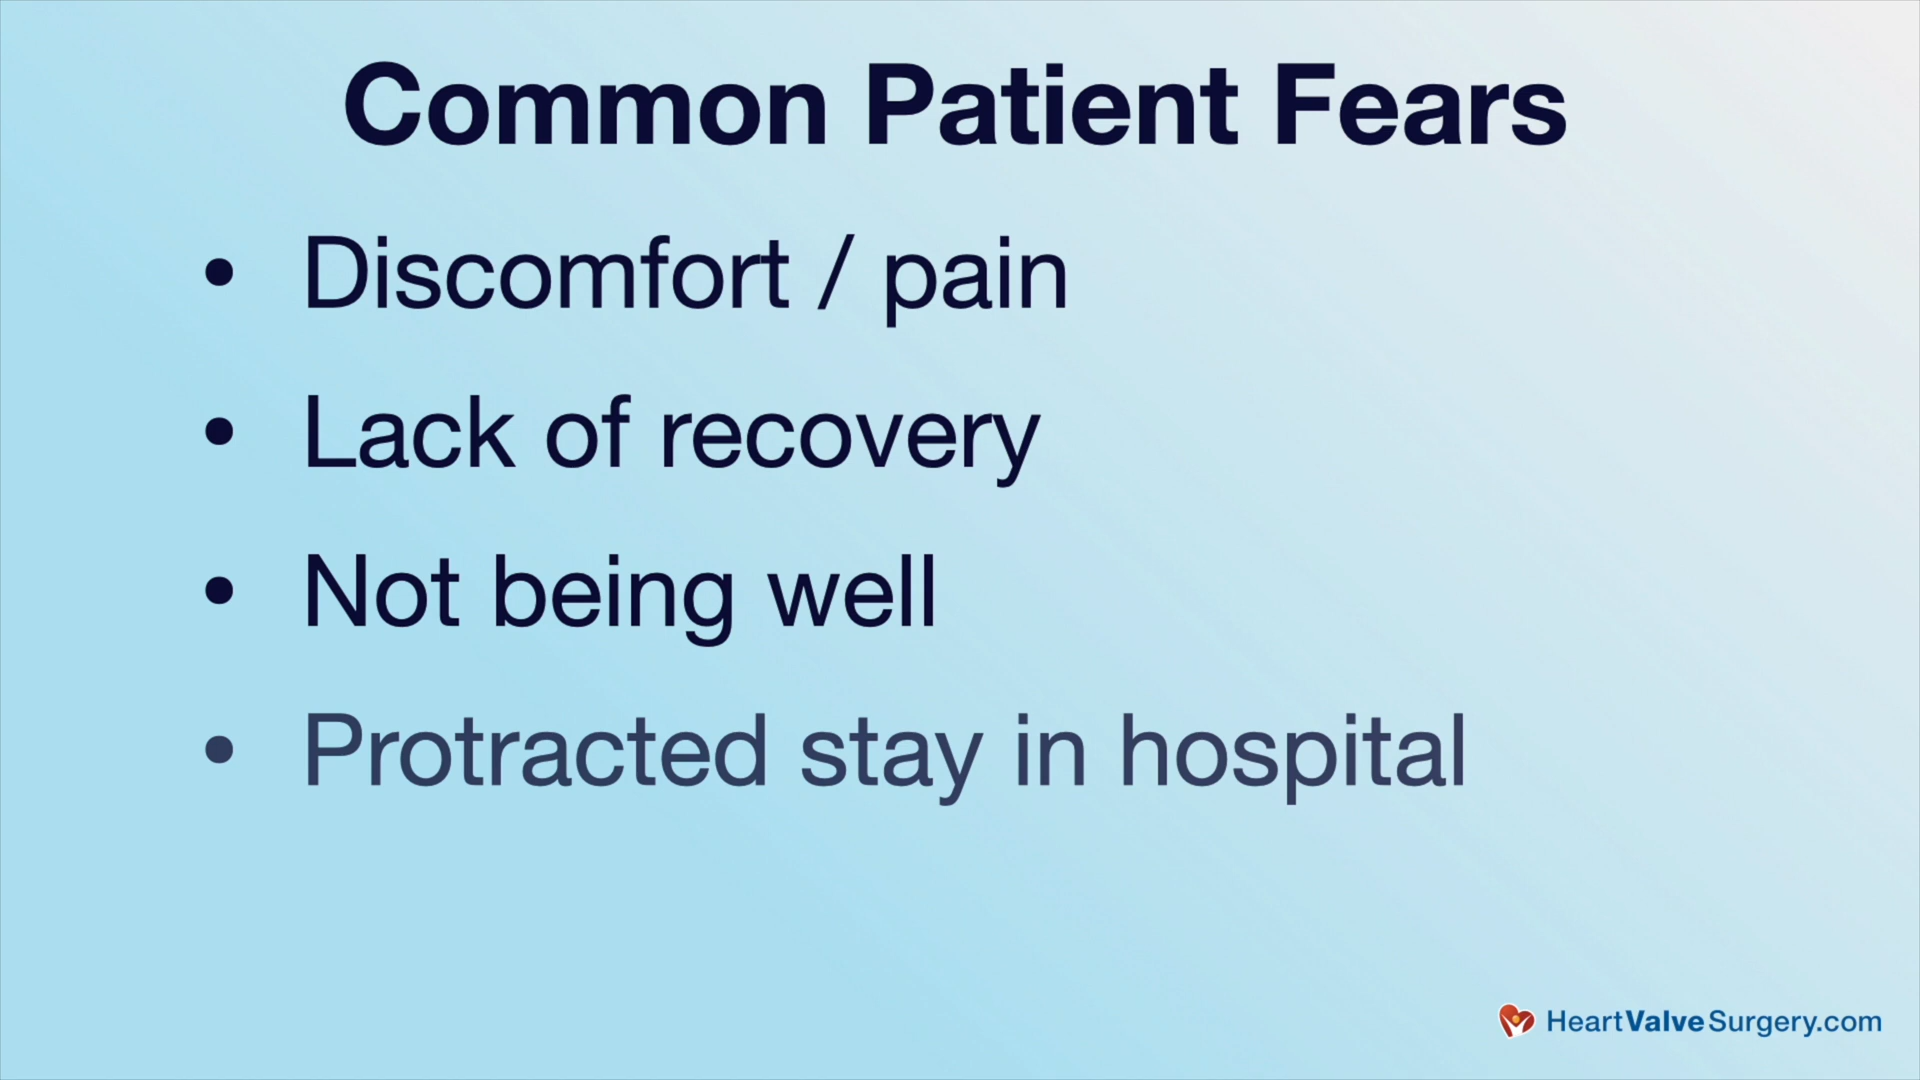 Common Patient Fears
• Discomfort / pain
• Lack of recovery
• Not being well
• Protracted stay in hospital
HeartValveSurgery.com